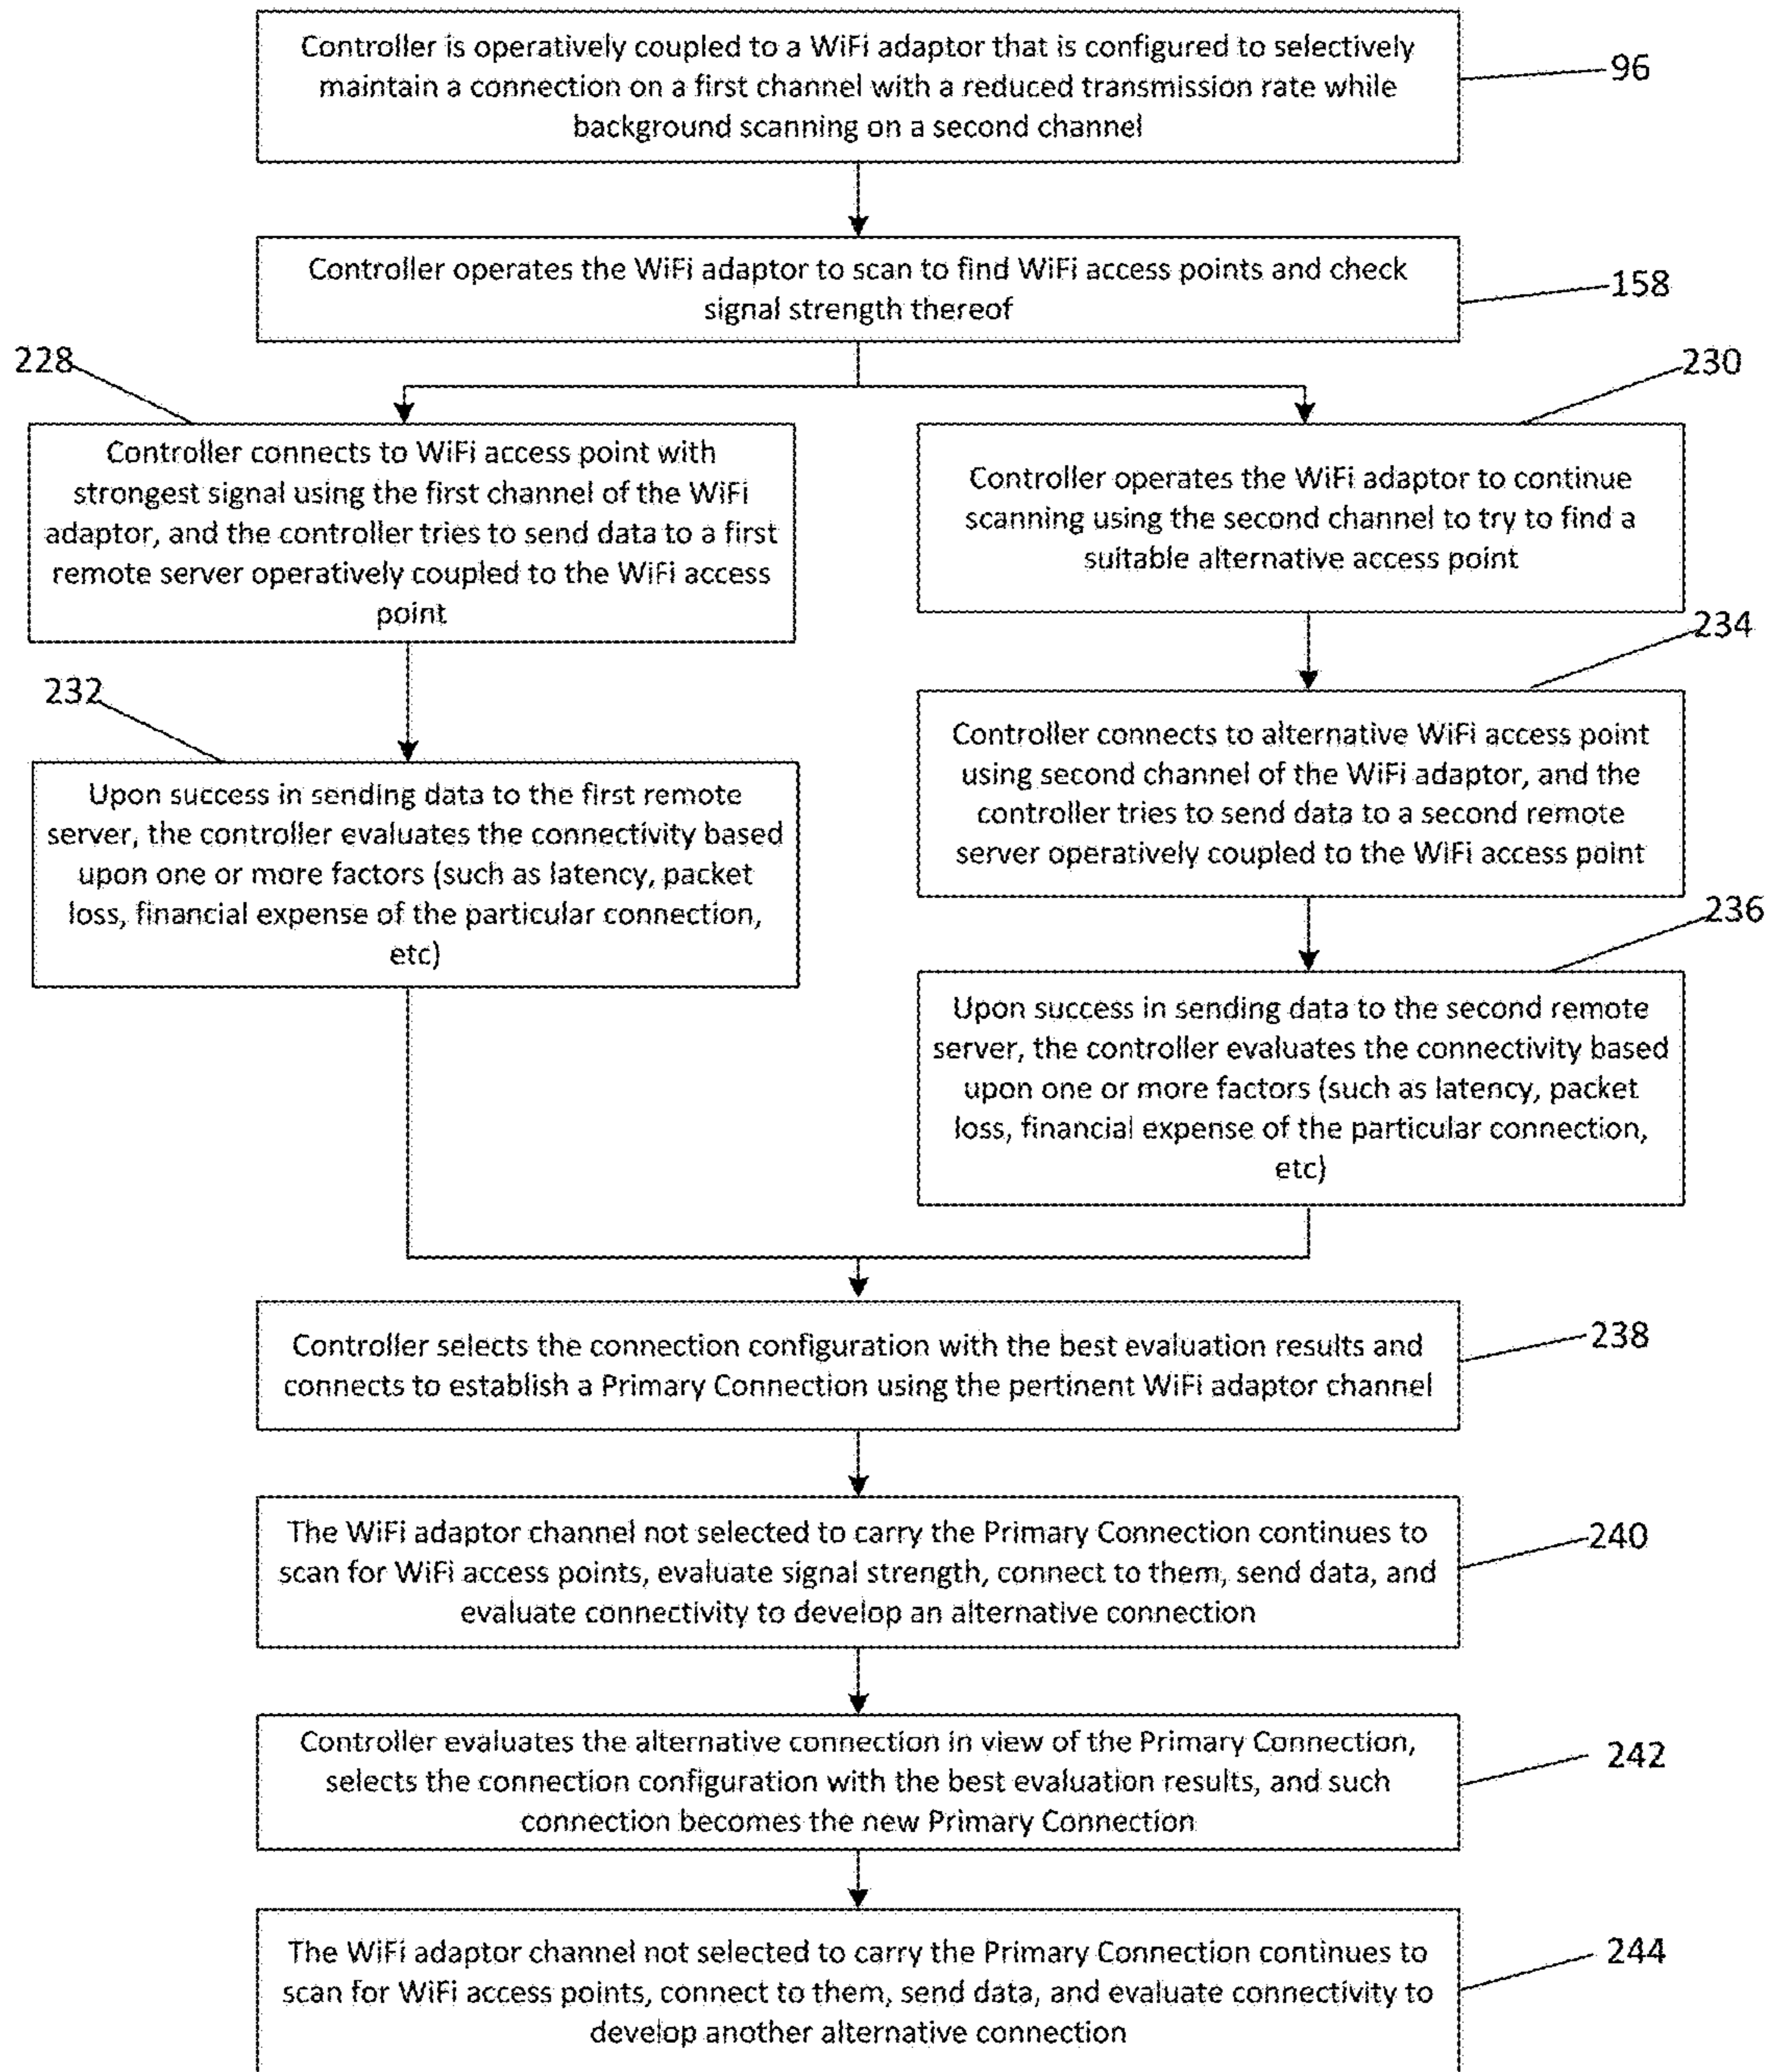 Controller is operatively coupled to a WiFi adaptor that is configured to selectively
maintain a connection on a first channel with a reduced transmission rate while
background scanning on a second channel
96
Controller operates the WiFi adaptor to scan to find WiFi access points and check
signal strength thereof
158
228
Controller connects to WiFi access point with
strongest signal using the first channel of the WiFi
adaptor, and the controller tries to send data to a first
remote server operatively coupled to the WiFi access
point
230
Controller operates the WiFi adaptor to continue
scanning using the second channel to try to find a
suitable alternative access point
232
Upon success in sending data to the first remote
server, the controller evaluates the connectivity based
upon one or more factors (such as latency, packet
loss, financial expense of the particular connection,
etc)
234
Controller connects to alternative WiFi access point
using second channel of the WiFi adaptor, and the
controller tries to send data to a second remote
server operatively coupled to the WiFi access point
236
Upon success in sending data to the second remote
server, the controller evaluates the connectivity based
upon one or more factors (such as latency, packet
loss, financial expense of the particular connection,
etc)
Controller selects the connection configuration with the best evaluation results and
connects to establish a Primary Connection using the pertinent WiFi adaptor channel
238
The WiFi adaptor channel not selected to carry the Primary Connection continues to
scan for WiFi access points, evaluate signal strength, connect to them, send data, and
evaluate connectivity to develop an alternative connection
240
Controller evaluates the alternative connection in view of the Primary Connection,
selects the connection configuration with the best evaluation results, and such
connection becomes the new Primary Connection
242
The WiFi adaptor channel not selected to carry the Primary Connection continues to
scan for WiFi access points, connect to them, send data, and evaluate connectivity to
develop another alternative connection
244